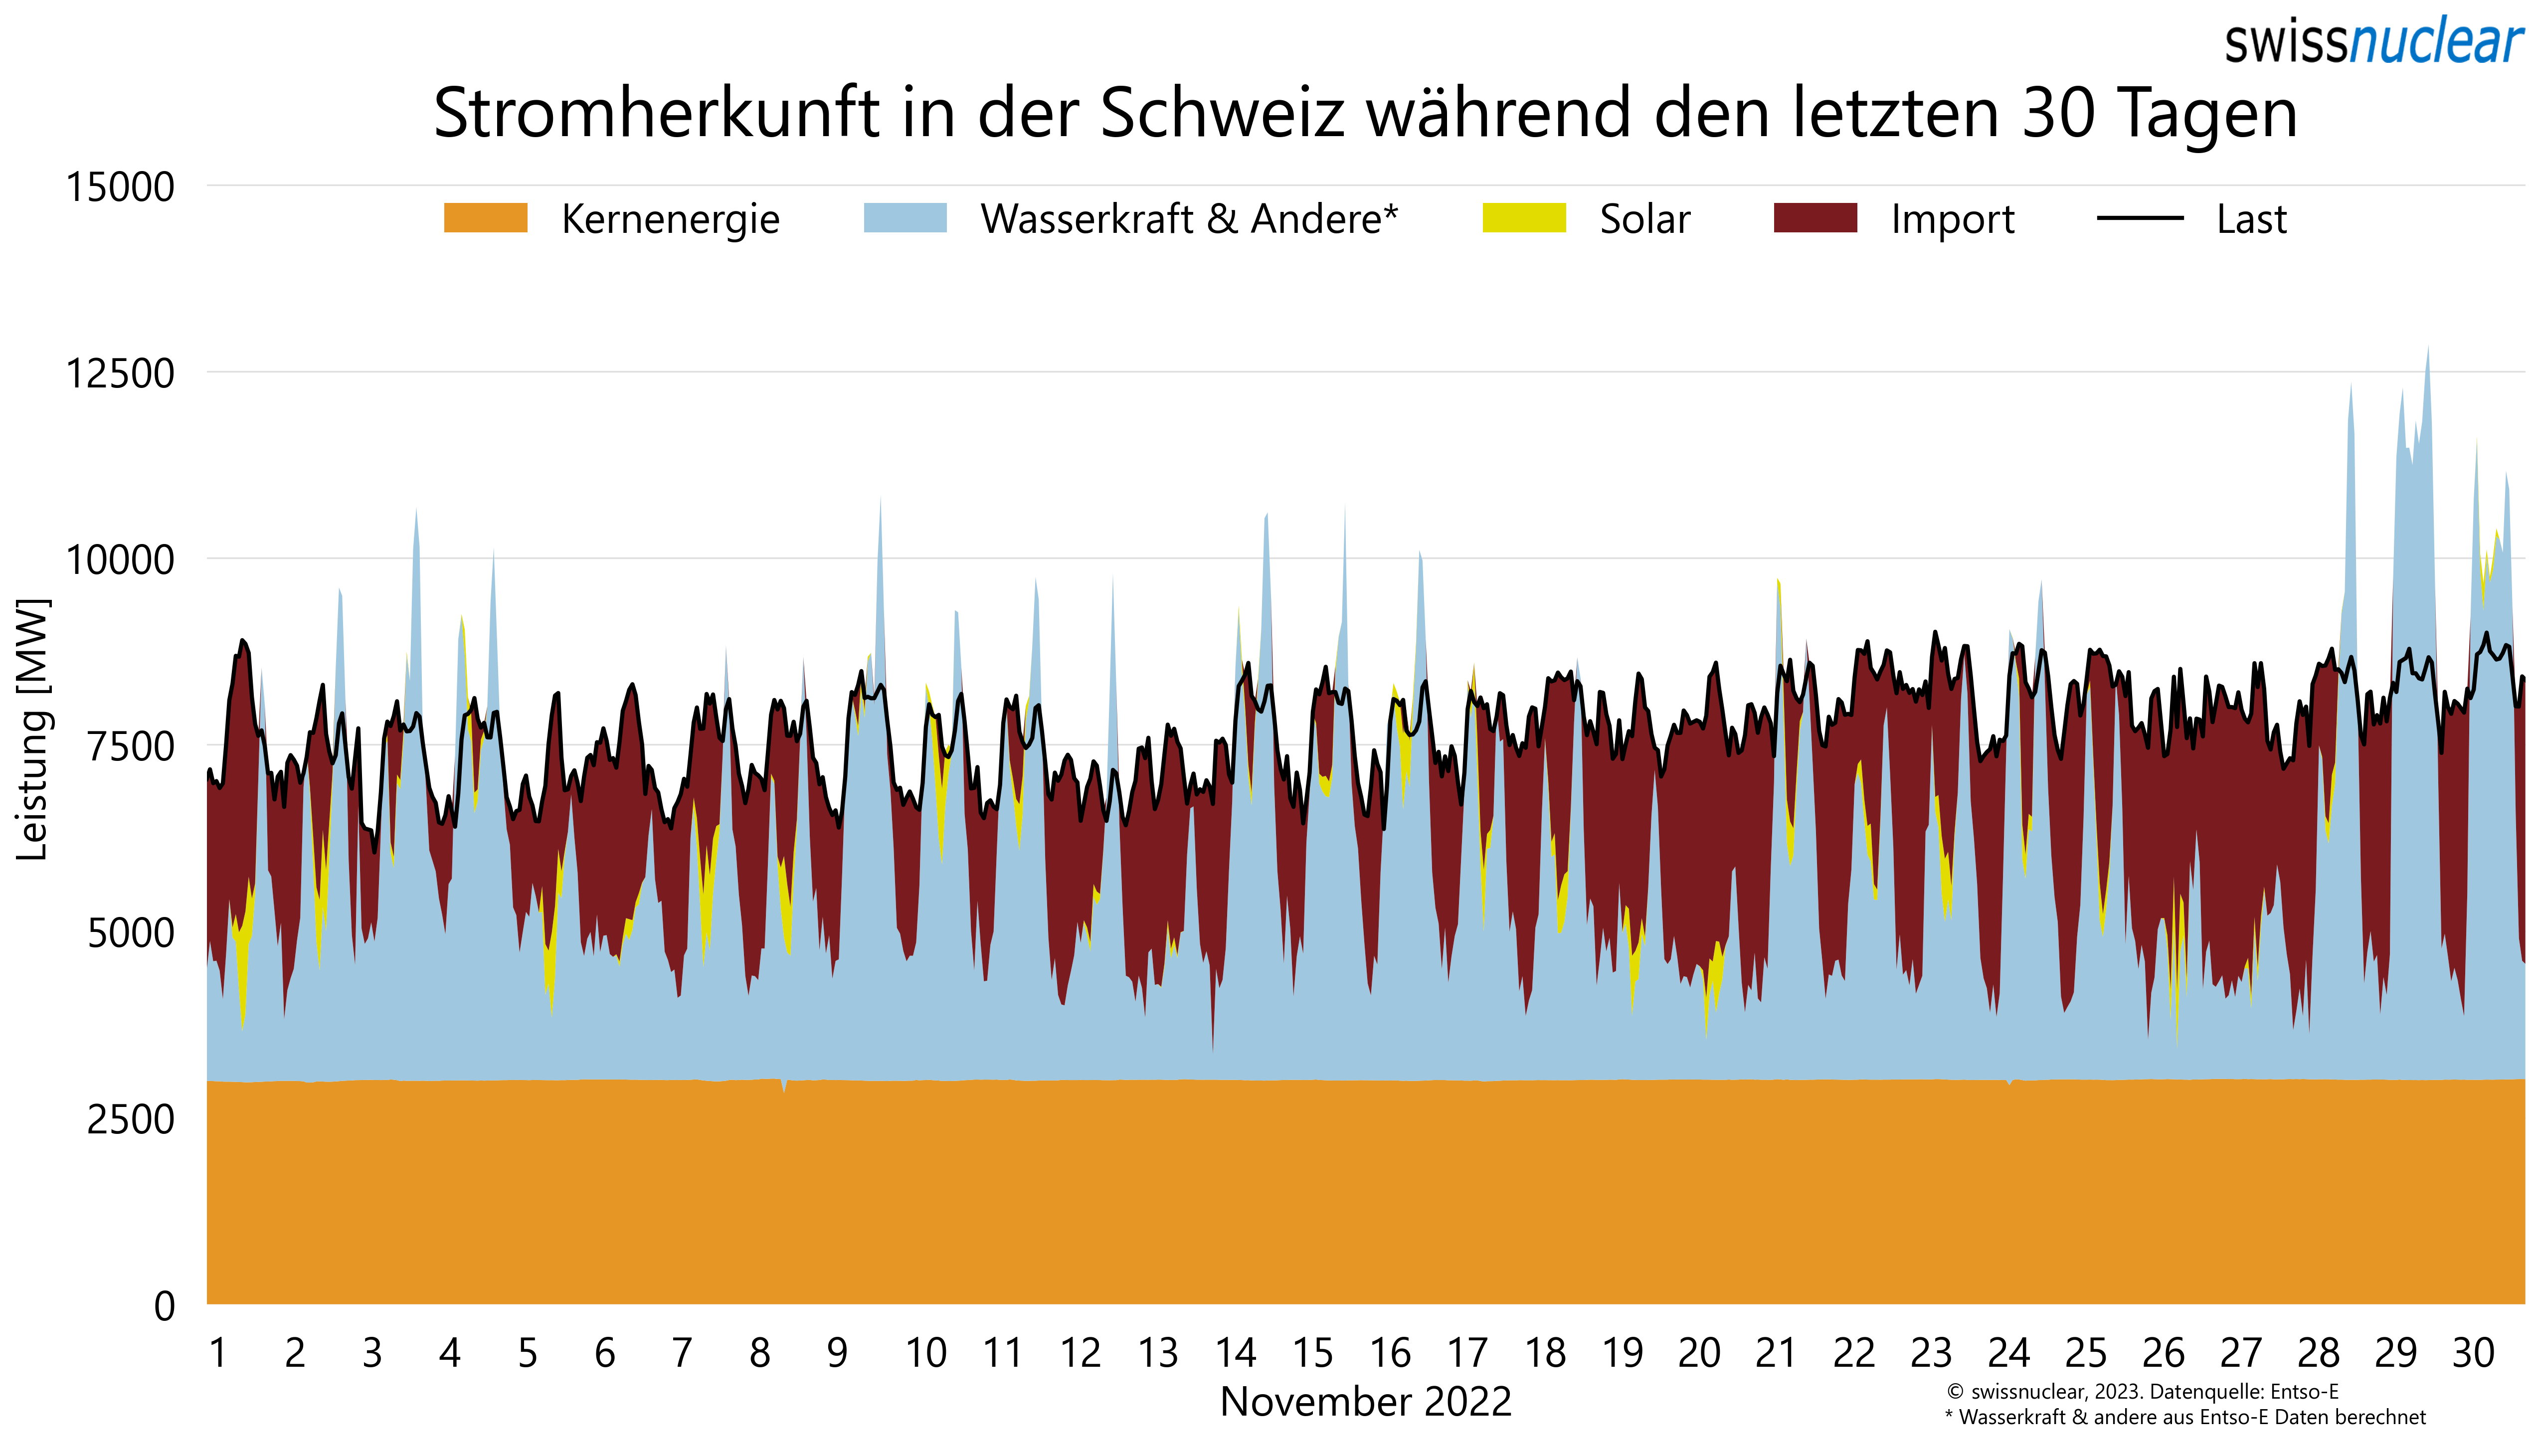 swissnuclear
Stromherkunft in der Schweiz während den letzten 30 Tagen
15000
Kernenergie Wasserkraft & Andere* Solar Import Last
12500
10000
7500
5000
2500
0
Leistung [MW]
1 2 3 4 5 6 7 8 9 10 11 12 13 14 15 16 17 18 19 20 21 22 23 24 25 26 27 28 29 30
November 2022
© swissnuclear, 2023. Datenquelle: Entso-E
* Wasserkraft & andere aus Entso-E Daten berechnet